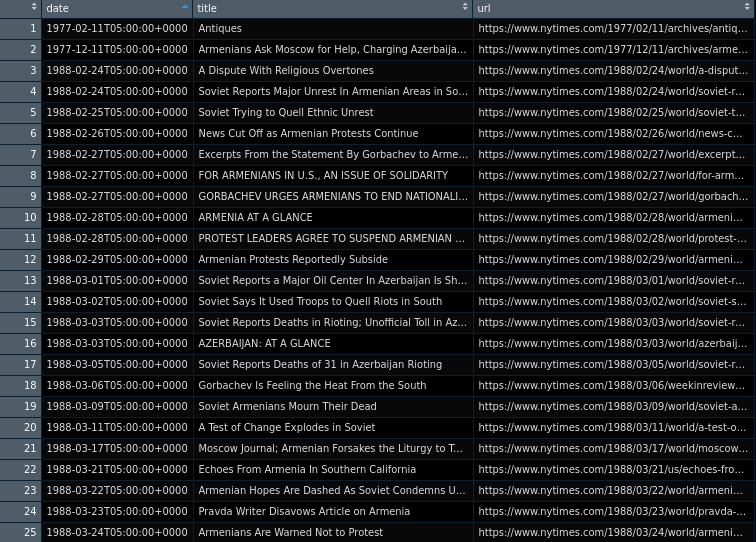 date title url
1 1977-02-11T05:00:00+0000 Antiques https://www.nytimes.com/1977/02/11/archives/antiq...
2 1977-12-11T05:00:00+0000 Armenians Ask Moscow for Help, Charging Azerbaija... https://www.nytimes.com/1977/12/11/archives/arme...
3 1988-02-24T05:00:00+0000 A Dispute With Religious Overtones https://www.nytimes.com/1988/02/24/world/a-disput...
4 1988-02-24T05:00:00+0000 Soviet Reports Major Unrest In Armenian Areas in So... https://www.nytimes.com/1988/02/24/world/soviet-r...
5 1988-02-25T05:00:00+0000 Soviet Trying to Quell Ethnic Unrest https://www.nytimes.com/1988/02/25/world/soviet-t...
6 1988-02-26T05:00:00+0000 News Cut Off as Armenian Protests Continue https://www.nytimes.com/1988/02/26/world/news-c...
7 1988-02-27T05:00:00+0000 Excerpts From the Statement By Gorbachev to Arme... https://www.nytimes.com/1988/02/27/world/excerpt...
8 1988-02-27T05:00:00+0000 FOR ARMENIANS IN U.S., AN ISSUE OF SOLIDARITY https://www.nytimes.com/1988/02/27/world/for-arm...
9 1988-02-27T05:00:00+0000 GORBACHEV URGES ARMENIANS TO END NATIONALI... https://www.nytimes.com/1988/02/27/world/gorbach...
10 1988-02-28T05:00:00+0000 ARMENIA AT A GLANCE https://www.nytimes.com/1988/02/28/world/armeni...
11 1988-02-28T05:00:00+0000 PROTEST LEADERS AGREE TO SUSPEND ARMENIAN ... https://www.nytimes.com/1988/02/28/world/protest-...
12 1988-02-29T05:00:00+0000 Armenian Protests Reportedly Subside https://www.nytimes.com/1988/02/29/world/armeni...
13 1988-03-01T05:00:00+0000 Soviet Reports a Major Oil Center In Azerbaijan Is Sh... https://www.nytimes.com/1988/03/01/world/soviet-r...
14 1988-03-02T05:00:00+0000 Soviet Says It Used Troops to Quell Riots in South https://www.nytimes.com/1988/03/02/world/soviet-s...
15 1988-03-03T05:00:00+0000 Soviet Reports Deaths in Rioting; Unofficial Toll in Az... https://www.nytimes.com/1988/03/03/world/soviet-r...
16 1988-03-03T05:00:00+0000 AZERBAIJAN: AT A GLANCE https://www.nytimes.com/1988/03/03/world/azerbaij...
17 1988-03-05T05:00:00+0000 Soviet Reports Deaths of 31 in Azerbaijan Rioting https://www.nytimes.com/1988/03/05/world/soviet-r...
18 1988-03-06T05:00:00+0000 Gorbachev Is Feeling the Heat From the South https://www.nytimes.com/1988/03/06/weekinreview...
19 1988-03-09T05:00:00+0000 Soviet Armenians Mourn Their Dead https://www.nytimes.com/1988/03/09/world/soviet-a...
20 1988-03-11T05:00:00+0000 A Test of Change Explodes in Soviet https://www.nytimes.com/1988/03/11/world/a-test-o...
21 1988-03-17T05:00:00+0000 Moscow Journal; Armenian Forsakes the Liturgy to T... https://www.nytimes.com/1988/03/17/world/moscow...
22 1988-03-21T05:00:00+0000 Echoes From Armenia In Southern California https://www.nytimes.com/1988/03/21/us/echoes-fro...
23 1988-03-22T05:00:00+0000 Armenian Hopes Are Dashed As Soviet Condemns U... https://www.nytimes.com/1988/03/22/world/armeni...
24 1988-03-23T05:00:00+0000 Pravda Writer Disavows Article on Armenia https://www.nytimes.com/1988/03/23/world/pravda-...
25 1988-03-24T05:00:00+0000 Armenians Are Warned Not to Protest https://www.nytimes.com/1988/03/24/world/armeni...